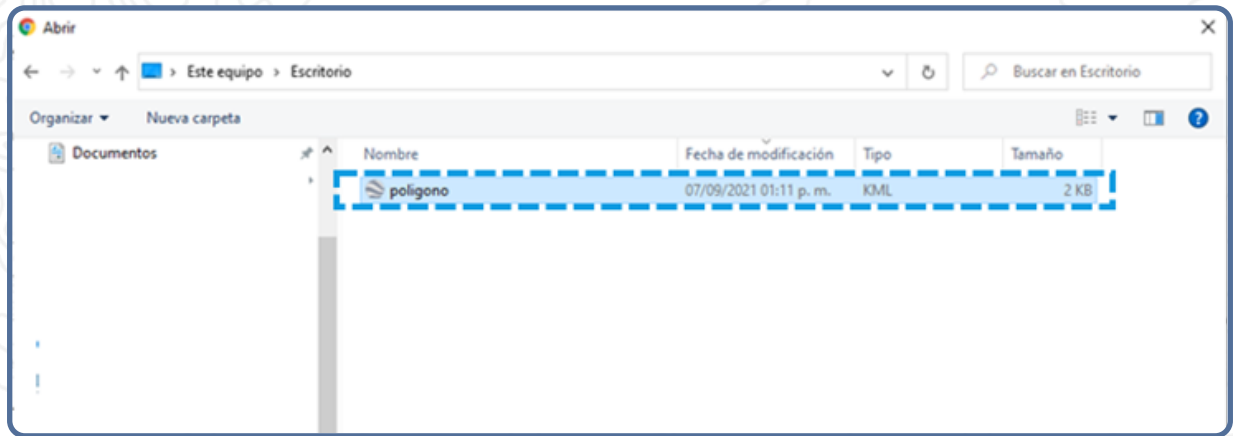 Abrir
Este equipo > Escritorio
Buscar en Escritorio
Organizar Nueva carpeta
Documentos
Nombre Fecha de modificación Tipo Tamaño
poligono 07/09/2021 01:11 p. m. KML 2 KB